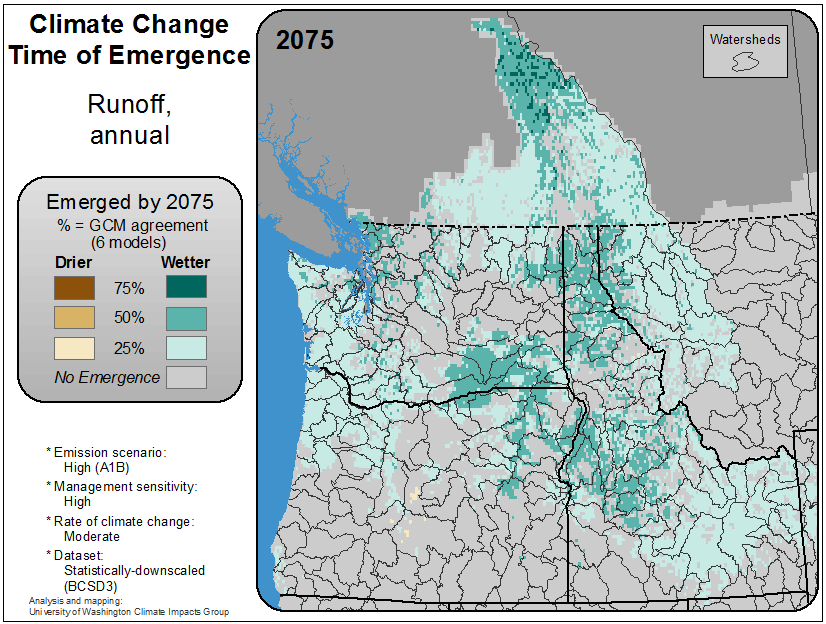 Climate Change
Time of Emergence
Runoff,
annual
Emerged by 2075
% = GCM agreement
(6 models)
Drier Wetter
75%
50%
25%
No Emergence
* Emission scenario:
High (A1B)
* Management sensitivity:
High
* Rate of climate change:
Moderate
* Dataset:
Statistically-downscaled
(BCSD3)
Analysis and mapping:
University of Washington Climate Impacts Group
2075
Watersheds